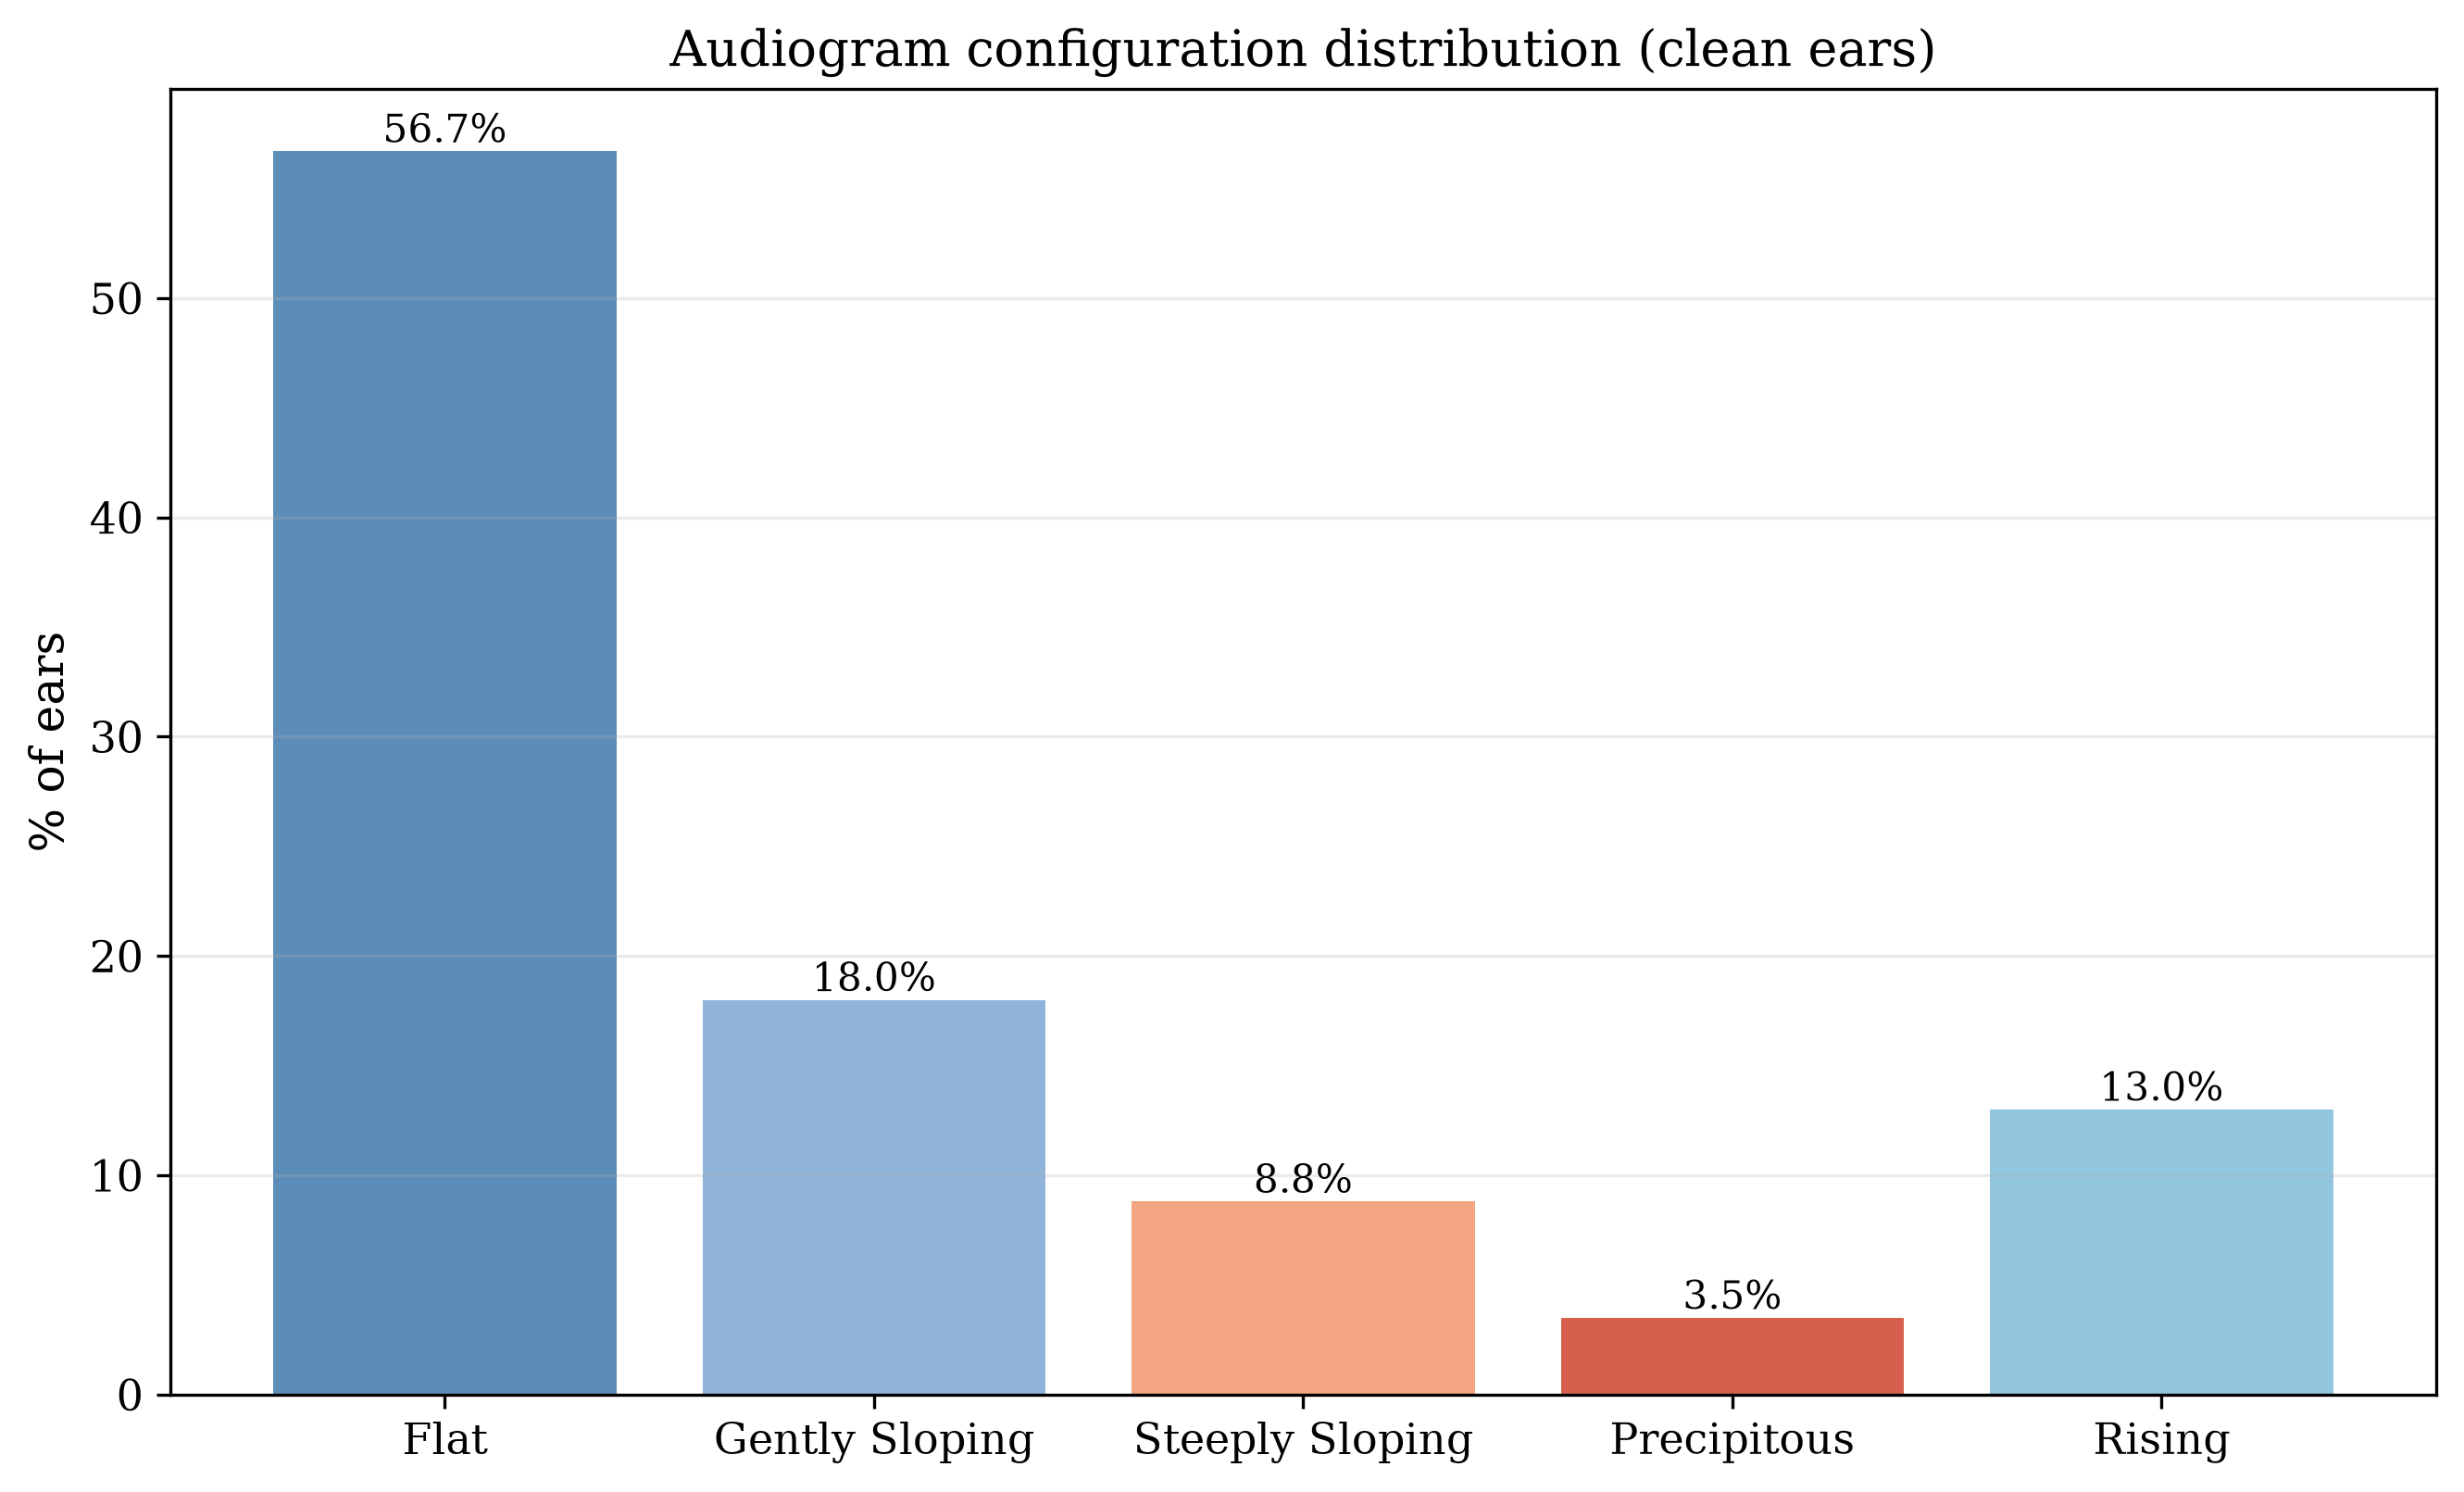 Audiogram configuration distribution (clean ears)
% of ears
50
40
30
20
10
0
56.7%
18.0%
8.8%
3.5%
13.0%
Flat
Gently Sloping
Steeply Sloping
Precipitous
Rising